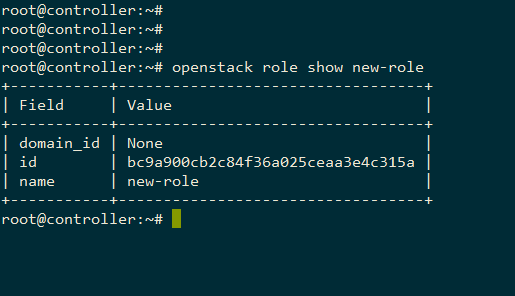 root@controller:~#
root@controller:~#
root@controller:~#
root@controller:~# openstack role show new-role
+-----------+----------------------------------+
| Field     | Value                            |
+-----------+----------------------------------+
| domain_id | None                             |
| id        | bc9a900cb2c84f36a025ceaa3e4c315a |
| name      | new-role                         |
+-----------+----------------------------------+
root@controller:~#